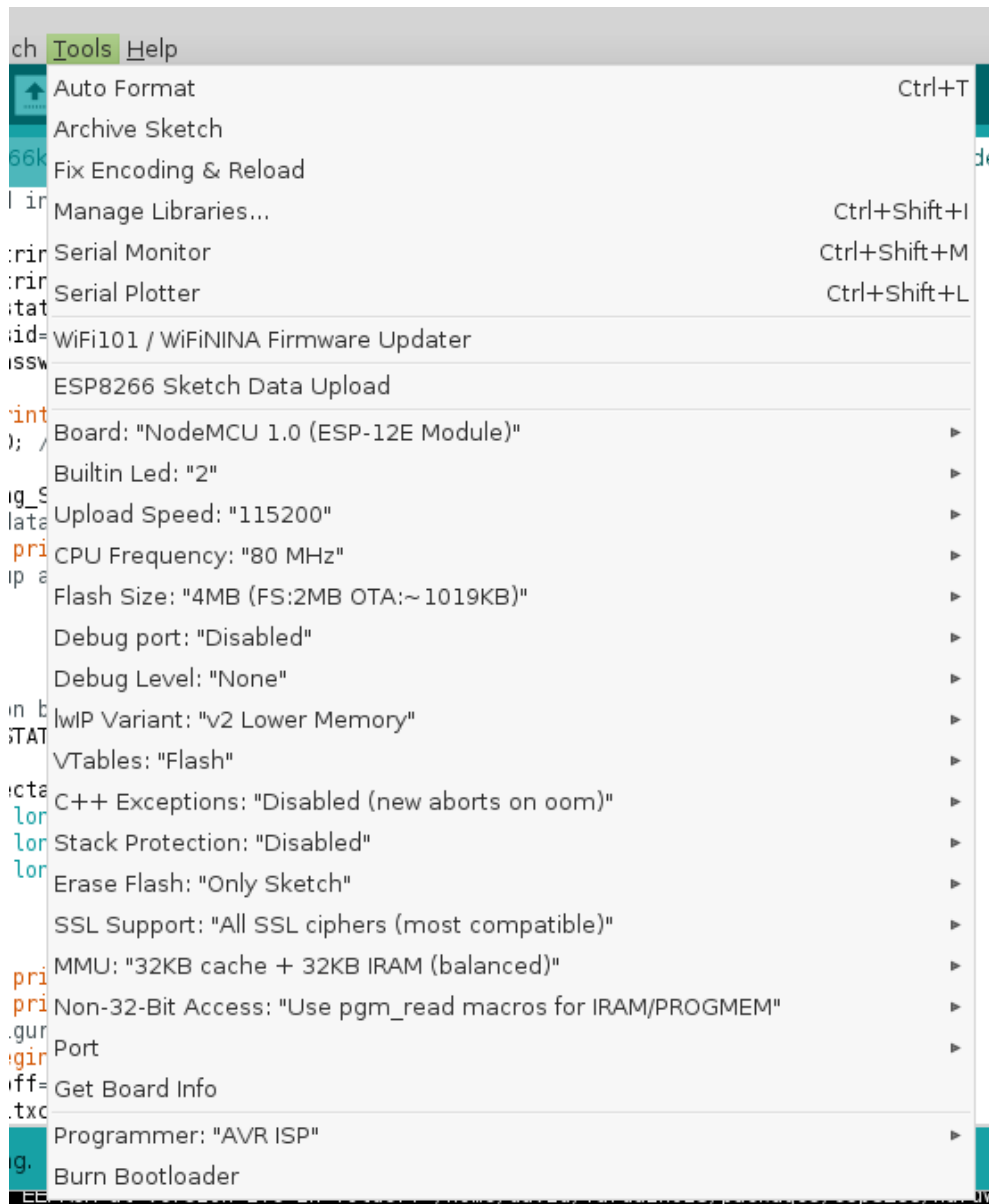 ch Tools Help
Auto Format Ctrl+T
Archive Sketch
Fix Encoding & Reload
Manage Libraries... Ctrl+Shift+I
Serial Monitor Ctrl+Shift+M
Serial Plotter Ctrl+Shift+L
WiFi101 / WiFiNINA Firmware Updater
ESP8266 Sketch Data Upload
Board: "NodeMCU 1.0 (ESP-12E Module)"
Builtin Led: "2"
Upload Speed: "115200"
CPU Frequency: "80 MHz"
Flash Size: "4MB (FS:2MB OTA:~1019KB)"
Debug port: "Disabled"
Debug Level: "None"
lwIP Variant: "v2 Lower Memory"
VTables: "Flash"
C++ Exceptions: "Disabled (new aborts on oom)"
Stack Protection: "Disabled"
Erase Flash: "Only Sketch"
SSL Support: "All SSL ciphers (most compatible)"
MMU: "32KB cache + 32KB IRAM (balanced)"
Non-32-Bit Access: "Use pgm_read macros for IRAM/PROGMEM"
Port
Get Board Info
Programmer: "AVR ISP"
Burn Bootloader